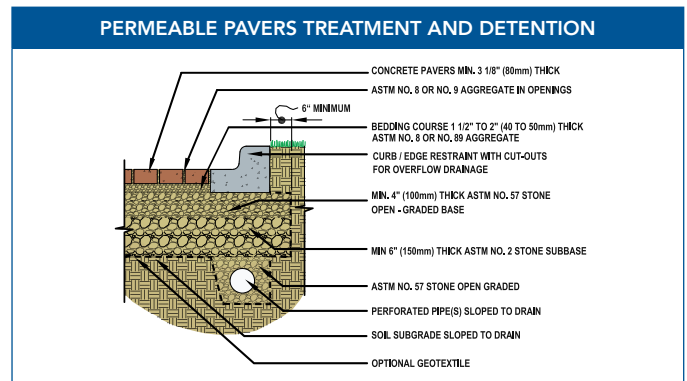 PERMEABLE PAVERS TREATMENT AND DETENTION
CONCRETE PAVERS MIN. 3 1/8" (80mm) THICK
ASTM NO. 8 OR NO. 9 AGGREGATE IN OPENINGS
6" MINIMUM
BEDDING COURSE 1 1/2" TO 2" (40 TO 50mm) THICK
ASTM NO. 8 OR NO. 89 AGGREGATE
CURB / EDGE RESTRAINT WITH CUT-OUTS
FOR OVERFLOW DRAINAGE
MIN. 4" (100mm) THICK ASTM NO. 57 STONE
OPEN - GRADED BASE
MIN 6" (150mm) THICK ASTM NO. 2 STONE SUBBASE
ASTM NO. 57 STONE OPEN GRADED
PERFORATED PIPE(S) SLOPED TO DRAIN
SOIL SUBGRADE SLOPED TO DRAIN
OPTIONAL GEOTEXTILE